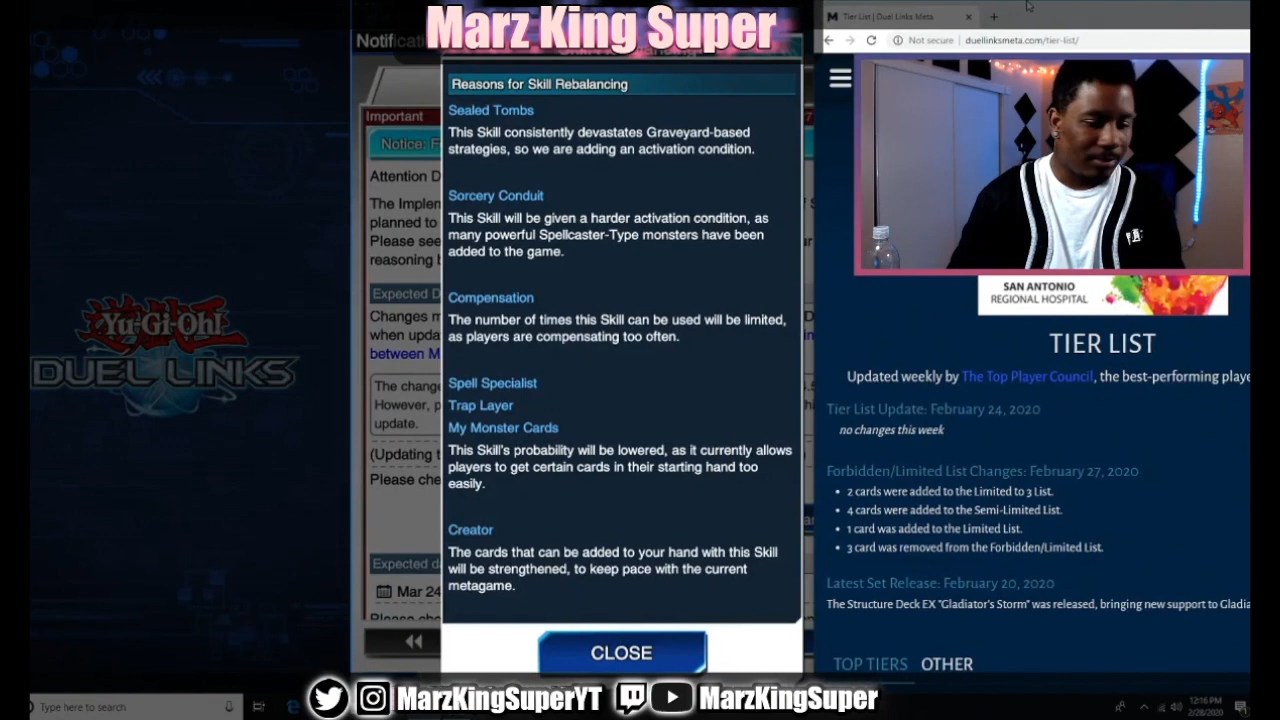 Marz King Super
Tier List | Duel Links Meta
Not secure | duellinksmeta.com/tier-list/
Notific
Important
Notice: F
Attention D
The Implem
planned to
Please see
reasoning b
Expected D
Changes m
when upda
between M
The change
However, p
update.
(Updating t
Please che
Expected da
Mar 24
Yu-Gi-Oh!
DUEL LINKS
Reasons for Skill Rebalancing
Sealed Tombs
This Skill consistently devastates Graveyard-based
strategies, so we are adding an activation condition.
Sorcery Conduit
This Skill will be given a harder activation condition, as
many powerful Spellcaster-Type monsters have been
added to the game.
Compensation
The number of times this Skill can be used will be limited,
as players are compensating too often.
Spell Specialist
Trap Layer
My Monster Cards
This Skill's probability will be lowered, as it currently allows
players to get certain cards in their starting hand too
easily.
Creator
The cards that can be added to your hand with this Skill
will be strengthened, to keep pace with the current
metagame.
CLOSE
SAN ANTONIO
REGIONAL HOSPITAL
TIER LIST
Updated weekly by The Top Player Council, the best-performing playe
Tier List Update: February 24, 2020
no changes this week
Forbidden/Limited List Changes: February 27, 2020
• 2 cards were added to the Limited to 3 List.
• 4 cards were added to the Semi-Limited List.
• 1 card was added to the Limited List.
• 3 card was removed from the Forbidden/Limited List.
Latest Set Release: February 20, 2020
The Structure Deck EX "Gladiator's Storm" was released, bringing new support to Gladia
TOP TIERS OTHER
Type here to search
MarzKingSuperYT
MarzKingSuper
12:16 PM
2/28/2020